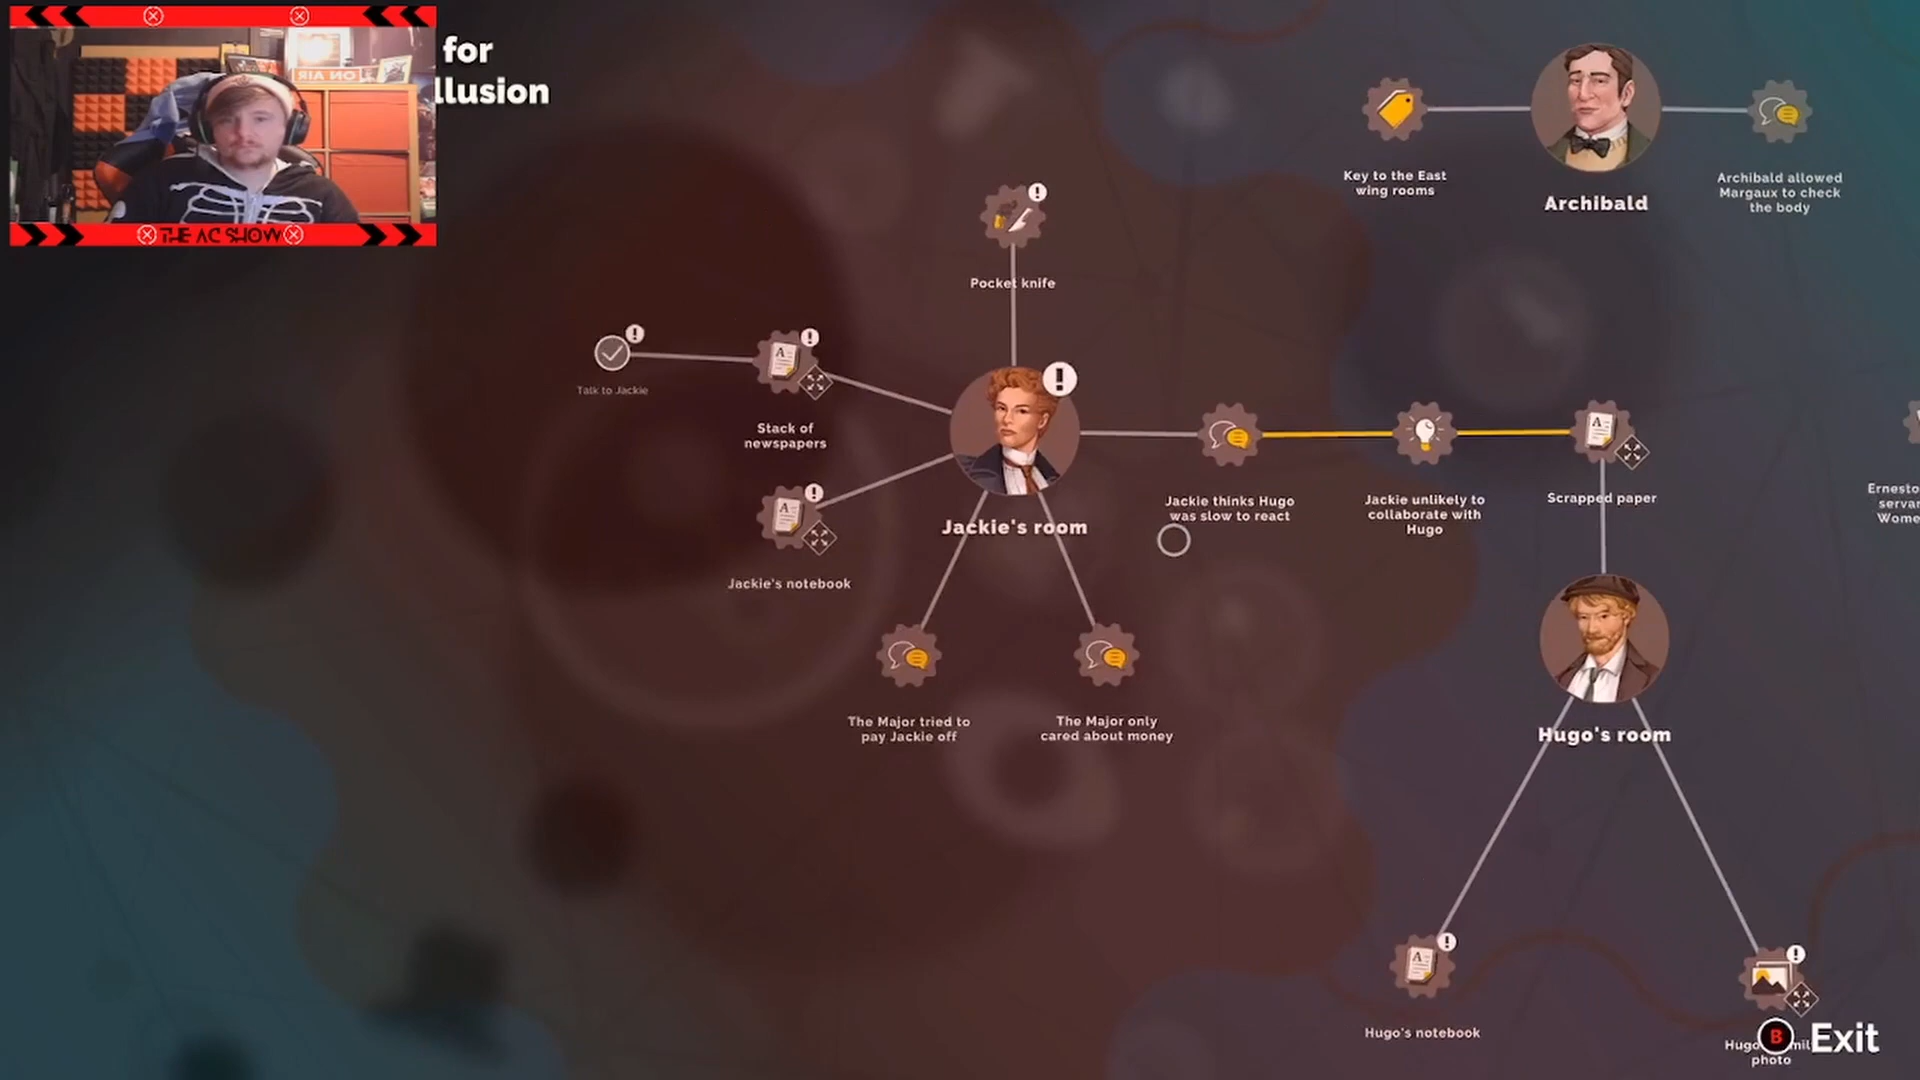 for
llusion
THE AC SHOW
Key to the East
wing rooms
Archibald
Archibald allowed
Margaux to check
the body
Pocket knife
Talk to Jackie
Stack of
newspapers
Jackie's room
Jackie thinks Hugo
was slow to react
Jackie unlikely to
collaborate with
Hugo
Scrapped paper
Ernesto
servan
Wome
Jackie's notebook
The Major tried to
pay Jackie off
The Major only
cared about money
Hugo's room
Hugo's notebook
Hugo
photo
B Exit